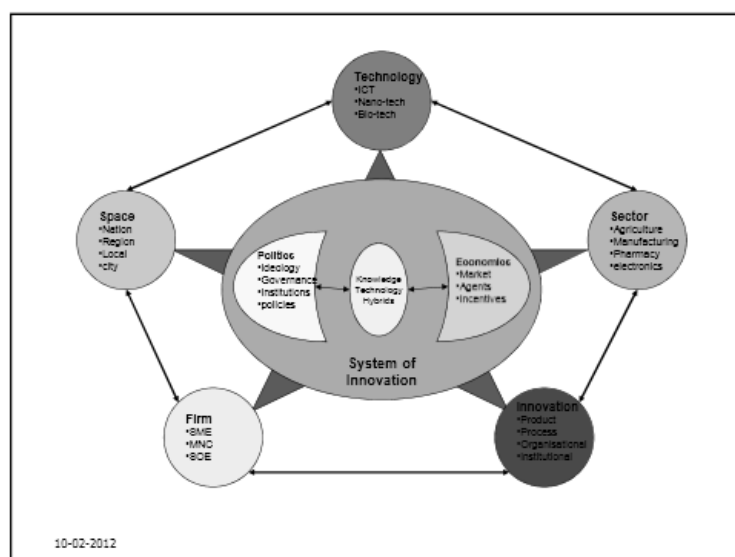 Technology
•ICT
•Nano-tech
•Bio-tech
Space
•Nation
•Region
•Local
•city
Sector
•Agriculture
•Manufacturing
•Pharmacy
•electronics
Politics
•Ideology
•Governance
•Institutions
•policies
Knowledge
Technology
Hybrids
Economics
•Market
•Agents
•Incentives
System of
Innovation
Firm
•SME
•MNC
•SOE
Innovation
•Product
•Process
•Organisational
•Institutional
10-02-2012